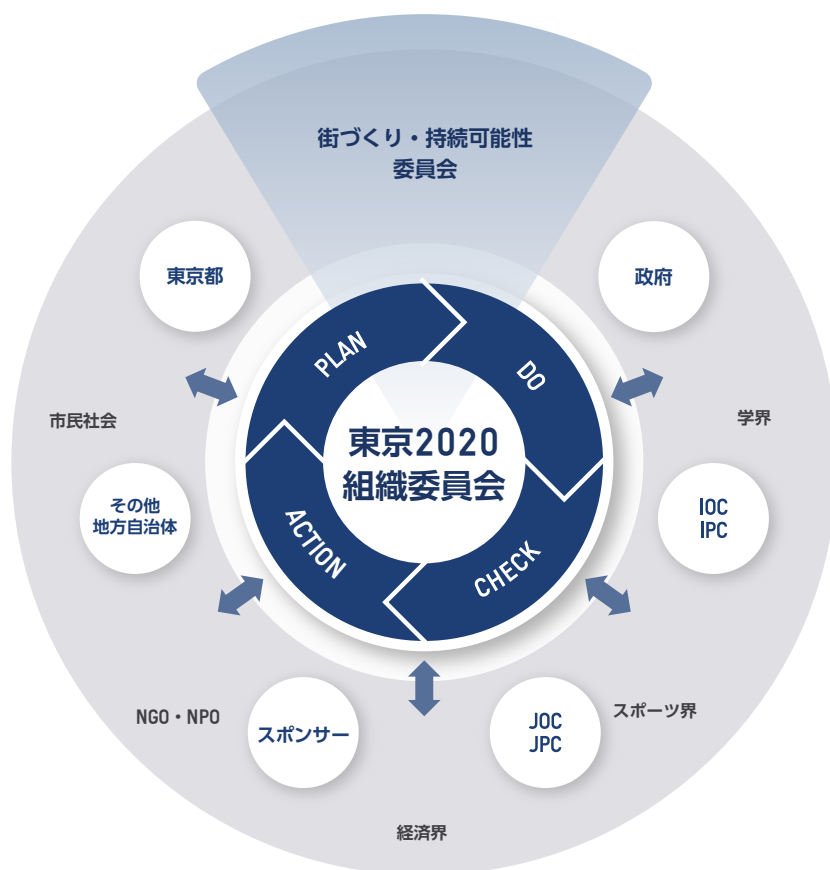 街づくり・持続可能性
委員会
東京都
政府
PLAN
DO
市民社会
学界
東京2020
組織委員会
その他
地方自治体
IOC
IPC
ACTION
CHECK
NGO・NPO
スポンサー
JOC
JPC
スポーツ界
経済界